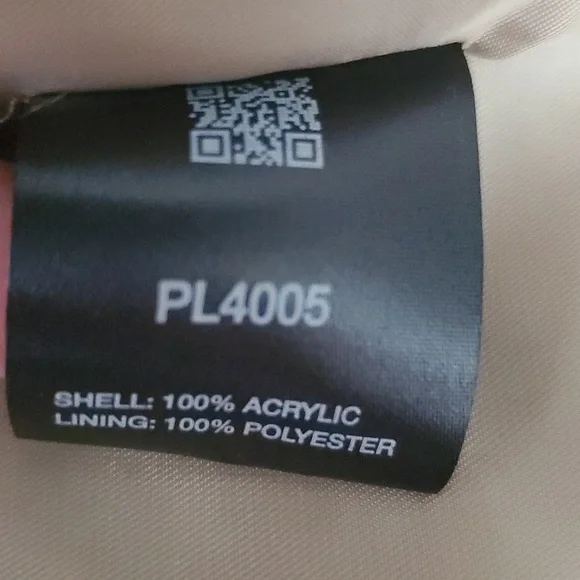 PL4005
SHELL: 100% ACRYLIC
LINING: 100% POLYESTER